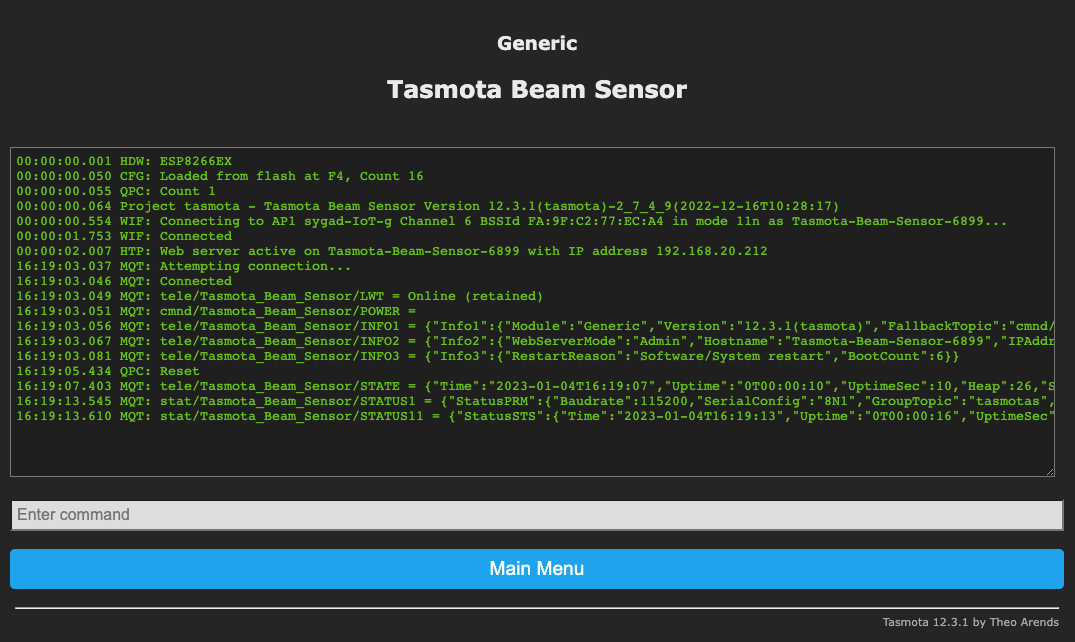 Generic
Tasmota Beam Sensor
00:00:00.001 HDW: ESP8266EX
00:00:00.050 CFG: Loaded from flash at F4, Count 16
00:00:00.055 QPC: Count 1
00:00:00.064 Project tasmota - Tasmota Beam Sensor Version 12.3.1(tasmota)-2_7_4_9(2022-12-16T10:28:17)
00:00:00.554 WIF: Connecting to AP1 sygad-IoT-g Channel 6 BSSId FA:9F:C2:77:EC:A4 in mode 11n as Tasmota-Beam-Sensor-6899...
00:00:01.753 WIF: Connected
00:00:02.007 HTP: Web server active on Tasmota-Beam-Sensor-6899 with IP address 192.168.20.212
16:19:03.037 MQT: Attempting connection...
16:19:03.046 MQT: Connected
16:19:03.049 MQT: tele/Tasmota_Beam_Sensor/LWT = Online (retained)
16:19:03.051 MQT: cmnd/Tasmota_Beam_Sensor/POWER =
16:19:03.056 MQT: tele/Tasmota_Beam_Sensor/INFO1 = {"Info1":{"Module":"Generic","Version":"12.3.1(tasmota)","FallbackTopic":"cmnd/
16:19:03.067 MQT: tele/Tasmota_Beam_Sensor/INFO2 = {"Info2":{"WebServerMode":"Admin","Hostname":"Tasmota-Beam-Sensor-6899","IPAddr
16:19:03.081 MQT: tele/Tasmota_Beam_Sensor/INFO3 = {"Info3":{"RestartReason":"Software/System restart","BootCount":6}}
16:19:05.434 QPC: Reset
16:19:07.403 MQT: tele/Tasmota_Beam_Sensor/STATE = {"Time":"2023-01-04T16:19:07","Uptime":"0T00:00:10","UptimeSec":10,"Heap":26,"S
16:19:13.545 MQT: stat/Tasmota_Beam_Sensor/STATUS1 = {"StatusPRM":{"Baudrate":115200,"SerialConfig":"8N1","GroupTopic":"tasmotas",
16:19:13.610 MQT: stat/Tasmota_Beam_Sensor/STATUS11 = {"StatusSTS":{"Time":"2023-01-04T16:19:13","Uptime":"0T00:00:16","UptimeSec"
Enter command
Main Menu
Tasmota 12.3.1 by Theo Arends